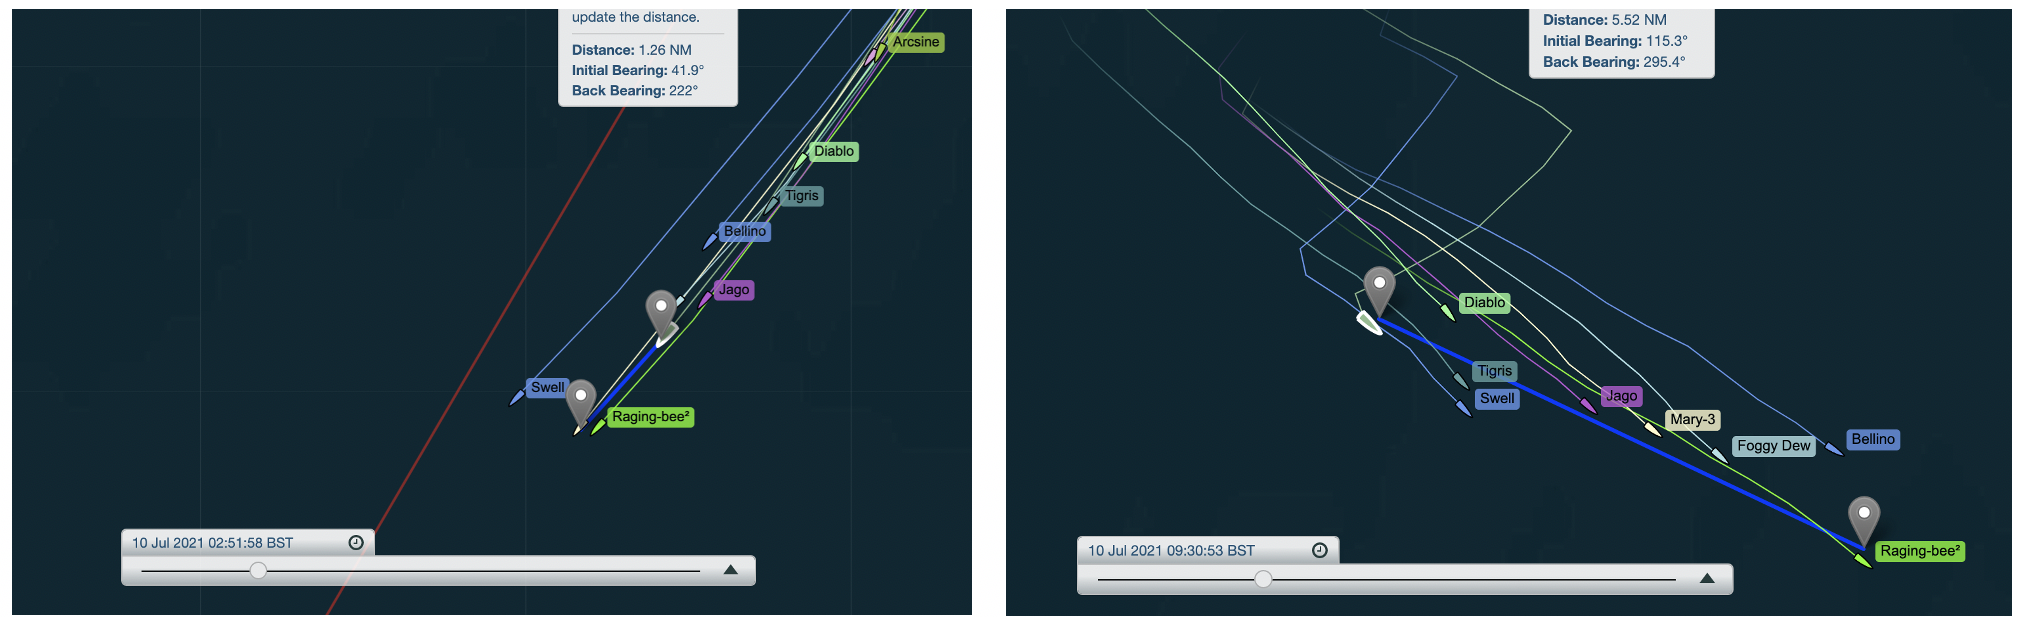 update the distance.
Distance: 1.26 NM
Initial Bearing: 41.9°
Back Bearing: 222°
Arcsine
Diablo
Tigris
Bellino
Jago
Swell
Raging-bee²
10 Jul 2021 02:51:58 BST
Distance: 5.52 NM
Initial Bearing: 115.3°
Back Bearing: 295.4°
Diablo
Tigris
Swell
Jago
Mary-3
Foggy Dew
Bellino
Raging-bee²
10 Jul 2021 09:30:53 BST